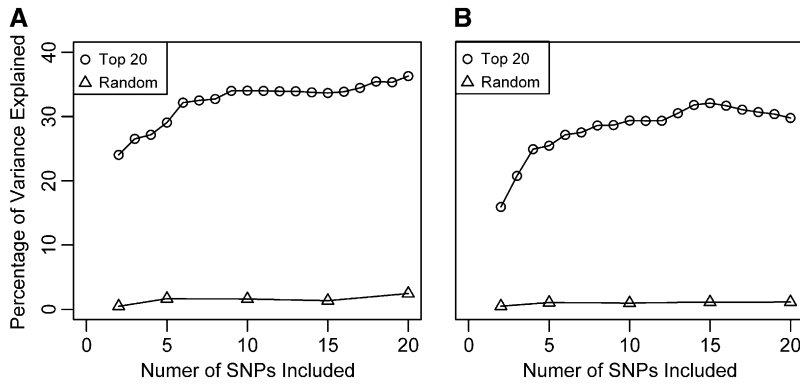 A
B
Top 20
Random
Top 20
Random
Percentage of Variance Explained
40
30
20
10
0
0 5 10 15 20
0 5 10 15 20
Numer of SNPs Included
Numer of SNPs Included